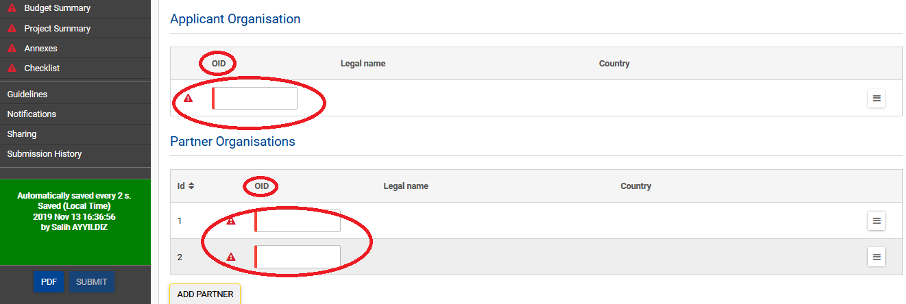 Budget Summary
Project Summary
Annexes
Checklist
Guidelines
Notifications
Sharing
Submission History
Automatically saved every 2 s.
Saved (Local Time)
2019 Nov 13 16:36:56
by Salih AYYILDIZ
PDF SUBMIT
Applicant Organisation
OID Legal name Country
Partner Organisations
Id OID Legal name Country
1
2
ADD PARTNER